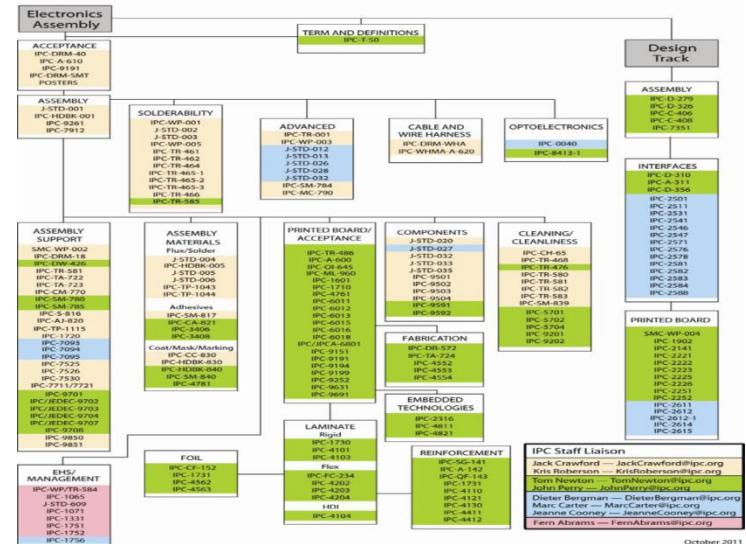 Electronics
Assembly
TERM AND DEFINITIONS
IPC-T-50
Design
Track
ACCEPTANCE
IPC-DRM-40
IPC-A-610
IPC-9191
IPC-DRM-SMT
POSTERS
ASSEMBLY
J-STD-001
IPC-HDBK-001
IPC-9261
IPC-7912
SOLDERABILITY
IPC-WP-001
J-STD-002
J-STD-003
IPC-WP-005
IPC-TR-461
IPC-TR-462
IPC-TR-464
IPC-TR-465-1
IPC-TR-465-2
IPC-TR-465-3
IPC-TR-466
IPC-TR-585
ADVANCED
IPC-TR-001
IPC-WP-003
J-STD-012
J-STD-013
J-STD-026
J-STD-028
J-STD-032
IPC-SM-784
IPC-MC-790
CABLE AND
WIRE HARNESS
IPC-DRM-WHA
IPC-WHMA-A-620
OPTOELECTRONICS
IPC-0040
IPC-8413-1
ASSEMBLY
IPC-D-279
IPC-D-326
IPC-C-406
IPC-C-408
IPC-7351
INTERFACES
IPC-D-310
IPC-A-311
IPC-D-356
IPC-2501
IPC-2511
IPC-2531
IPC-2541
IPC-2546
IPC-2547
IPC-2571
IPC-2576
IPC-2578
IPC-2581
IPC-2582
IPC-2583
IPC-2584
IPC-2588
ASSEMBLY
SUPPORT
SMC-WP-002
IPC-DRM-18
IPC-DW-426
IPC-TR-581
IPC-TA-722
IPC-TA-723
IPC-CM-770
IPC-SM-780
IPC-SM-785
IPC-S-816
IPC-AJ-820
IPC-TP-1115
IPC-1720
IPC-7093
IPC-7094
IPC-7095
IPC-7525
IPC-7526
IPC-7530
IPC-7711/7721
IPC-9701
IPC/JEDEC-9702
IPC/JEDEC-9703
IPC/JEDEC-9704
IPC/JEDEC-9707
IPC-9708
IPC-9850
IPC-9851
ASSEMBLY
MATERIALS
Flux/Solder
J-STD-004
IPC-HDBK-005
J-STD-005
J-STD-006
IPC-TP-1043
IPC-TP-1044
Adhesives
IPC-SM-817
IPC-CA-821
IPC-3406
IPC-3408
Coat/Mask/Marking
IPC-CC-830
IPC-HDBK-830
IPC-HDBK-840
IPC-SM-840
IPC-4781
PRINTED BOARD/
ACCEPTANCE
IPC-TR-486
IPC-A-600
IPC-OI-645
IPC-ML-960
IPC-1601
IPC-1710
IPC-4761
IPC-6011
IPC-6012
IPC-6013
IPC-6015
IPC-6016
IPC-6018
IPC/JPCA-6801
IPC-9151
IPC-9191
IPC-9194
IPC-9199
IPC-9252
IPC-9631
IPC-9691
COMPONENTS
J-STD-020
J-STD-027
J-STD-032
J-STD-033
J-STD-035
IPC-9501
IPC-9502
IPC-9503
IPC-9504
IPC-9591
IPC-9592
CLEANING/
CLEANLINESS
IPC-CH-65
IPC-TR-468
IPC-TR-476
IPC-TR-580
IPC-TR-581
IPC-TR-582
IPC-TR-583
IPC-SM-839
IPC-5701
IPC-5702
IPC-5704
IPC-9201
IPC-9202
FABRICATION
IPC-DR-572
IPC-TA-724
IPC-4552
IPC-4553
IPC-4554
PRINTED BOARD
SMC-WP-004
IPC-1902
IPC-2141
IPC-2221
IPC-2222
IPC-2223
IPC-2225
IPC-2226
IPC-2251
IPC-2252
IPC-2611
IPC-2612
IPC-2612-1
IPC-2614
IPC-2615
EMBEDDED
TECHNOLOGIES
IPC-2316
IPC-4811
IPC-4821
LAMINATE
Rigid
IPC-1730
IPC-4101
IPC-4103
Flex
IPC-FC-234
IPC-4202
IPC-4203
IPC-4204
HDI
IPC-4104
FOIL
IPC-CF-152
IPC-1731
IPC-4562
IPC-4563
REINFORCEMENT
IPC-SG-141
IPC-A-142
IPC-QF-143
IPC-1731
IPC-4110
IPC-4121
IPC-4130
IPC-4411
IPC-4412
EHS/
MANAGEMENT
IPC-WP/TR-584
IPC-1065
J-STD-609
IPC-1071
IPC-1331
IPC-1751
IPC-1752
IPC-1756
IPC Staff Liaison
Jack Crawford — JackCrawford@ipc.org
Kris Roberson — KrisRoberson@ipc.org
Tom Newton — TomNewton@ipc.org
John Perry — JohnPerry@ipc.org
Dieter Bergman — DieterBergman@ipc.org
Marc Carter — MarcCarter@ipc.org
Jeanne Cooney — JeanneCooney@ipc.org
Fern Abrams — FernAbrams@ipc.org
October 2011